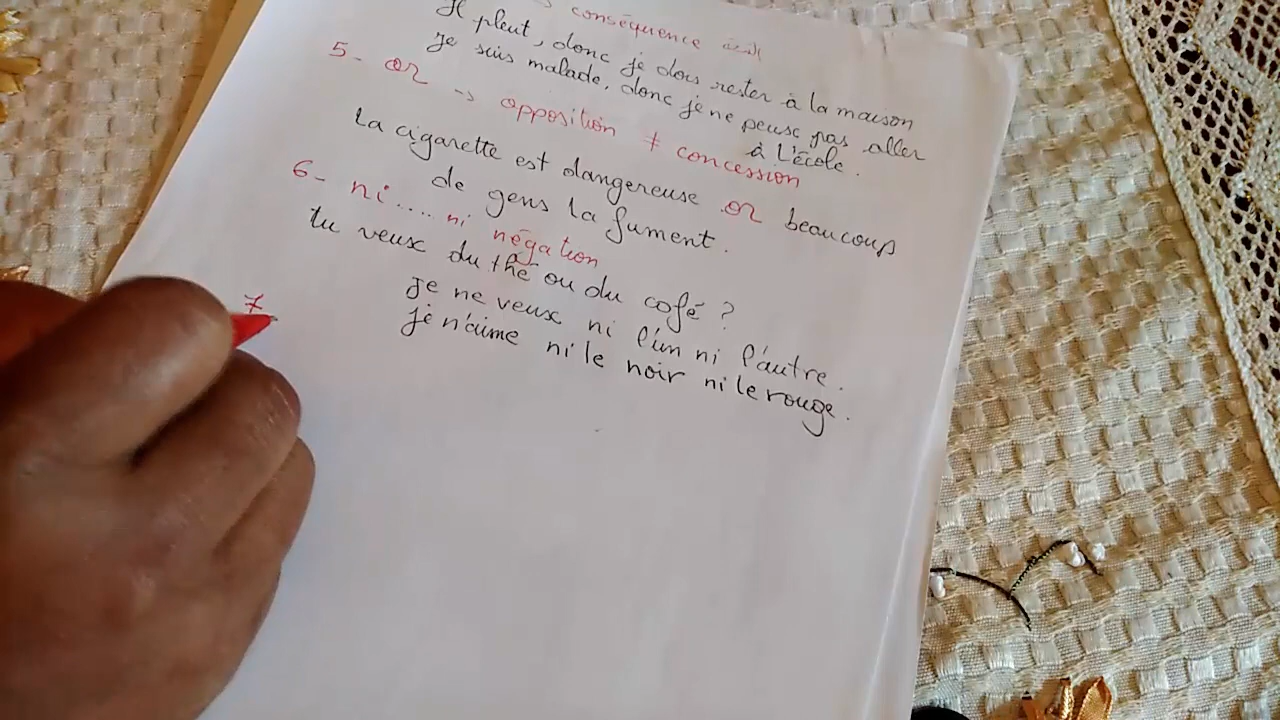 conséquence
Il pleut, donc je dois rester à la maison
Je suis malade, donc je ne peux pas aller
à l'école.
5- or → opposition ≠ concession
La cigarette est dangereuse or beaucoup
de gens la fument.
6- ni.... ni négation
tu veux du thé ou du café ?
je ne veux ni l'un ni l'autre.
je n'aime ni le noir ni le rouge.
7